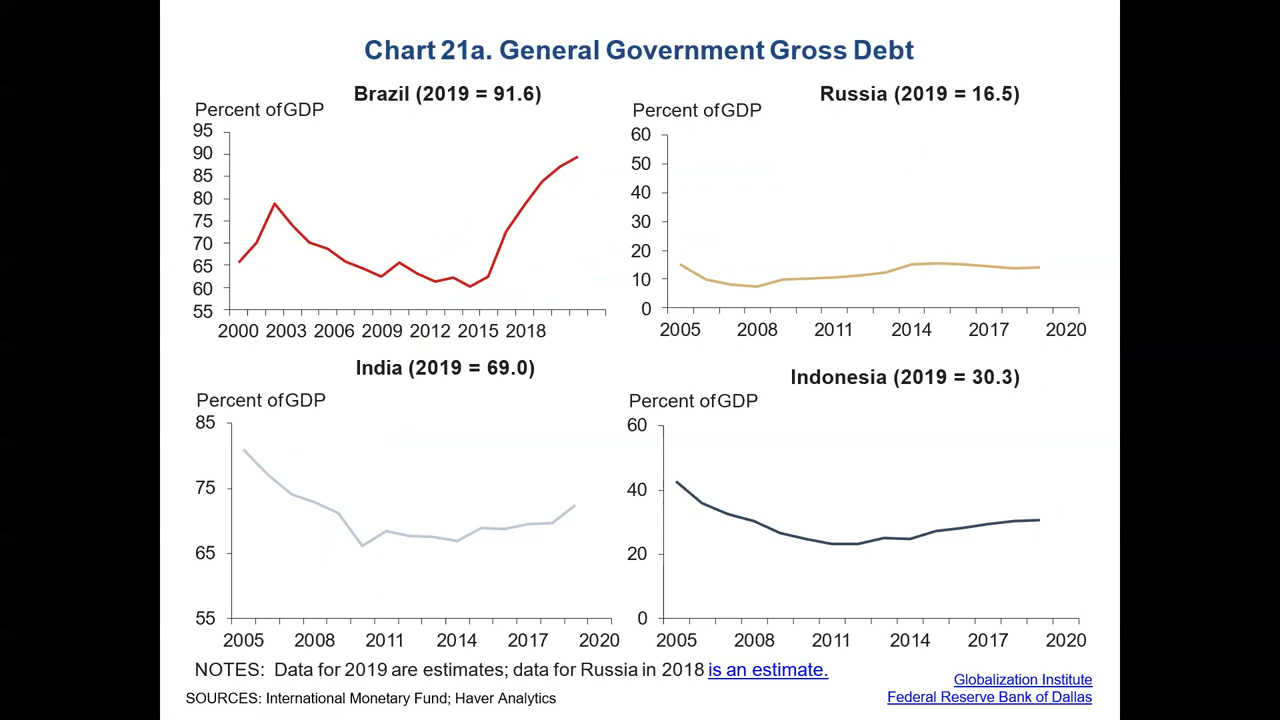 Chart 21a. General Government Gross Debt
Brazil (2019 = 91.6)
Percent of GDP
95
90
85
80
75
70
65
60
55
2000 2003 2006 2009 2012 2015 2018
Russia (2019 = 16.5)
Percent of GDP
60
50
40
30
20
10
0
2005 2008 2011 2014 2017 2020
India (2019 = 69.0)
Percent of GDP
85
75
65
55
2005 2008 2011 2014 2017 2020
Indonesia (2019 = 30.3)
Percent of GDP
60
40
20
0
2005 2008 2011 2014 2017 2020
NOTES: Data for 2019 are estimates; data for Russia in 2018 is an estimate.
SOURCES: International Monetary Fund; Haver Analytics
Globalization Institute
Federal Reserve Bank of Dallas